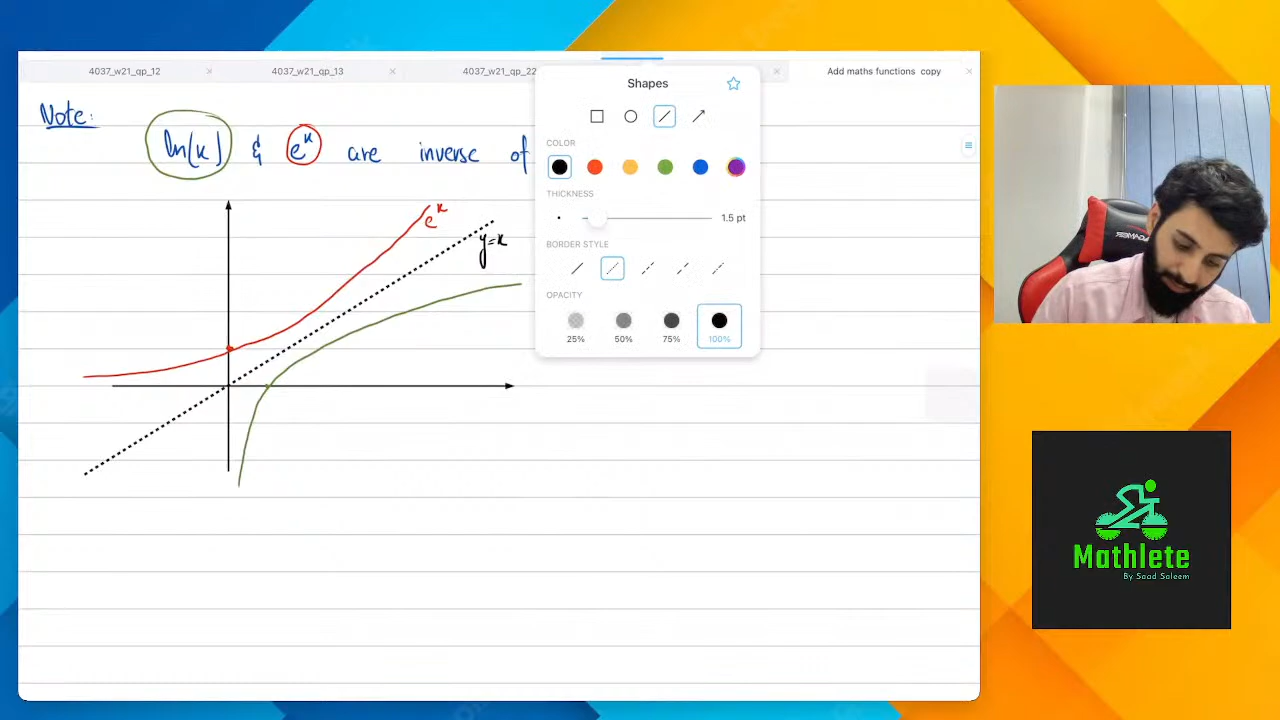 4037_w21_qp_12 × 4037_w21_qp_13 × 4037_w21_qp_22 × Add maths functions copy ×
Note:
ln(x) & e^x are inverse of
e^x
y=x
Shapes
COLOR
THICKNESS
1.5 pt
BORDER STYLE
OPACITY
25% 50% 75% 100%
Mathlete
By Saad Saleem